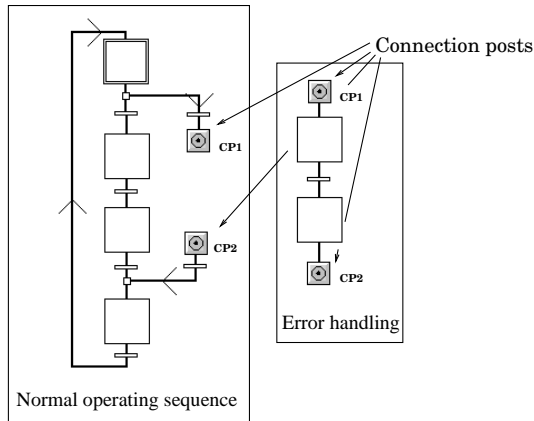 Connection posts
CP1
CP1
CP2
CP2
Error handling
Normal operating sequence